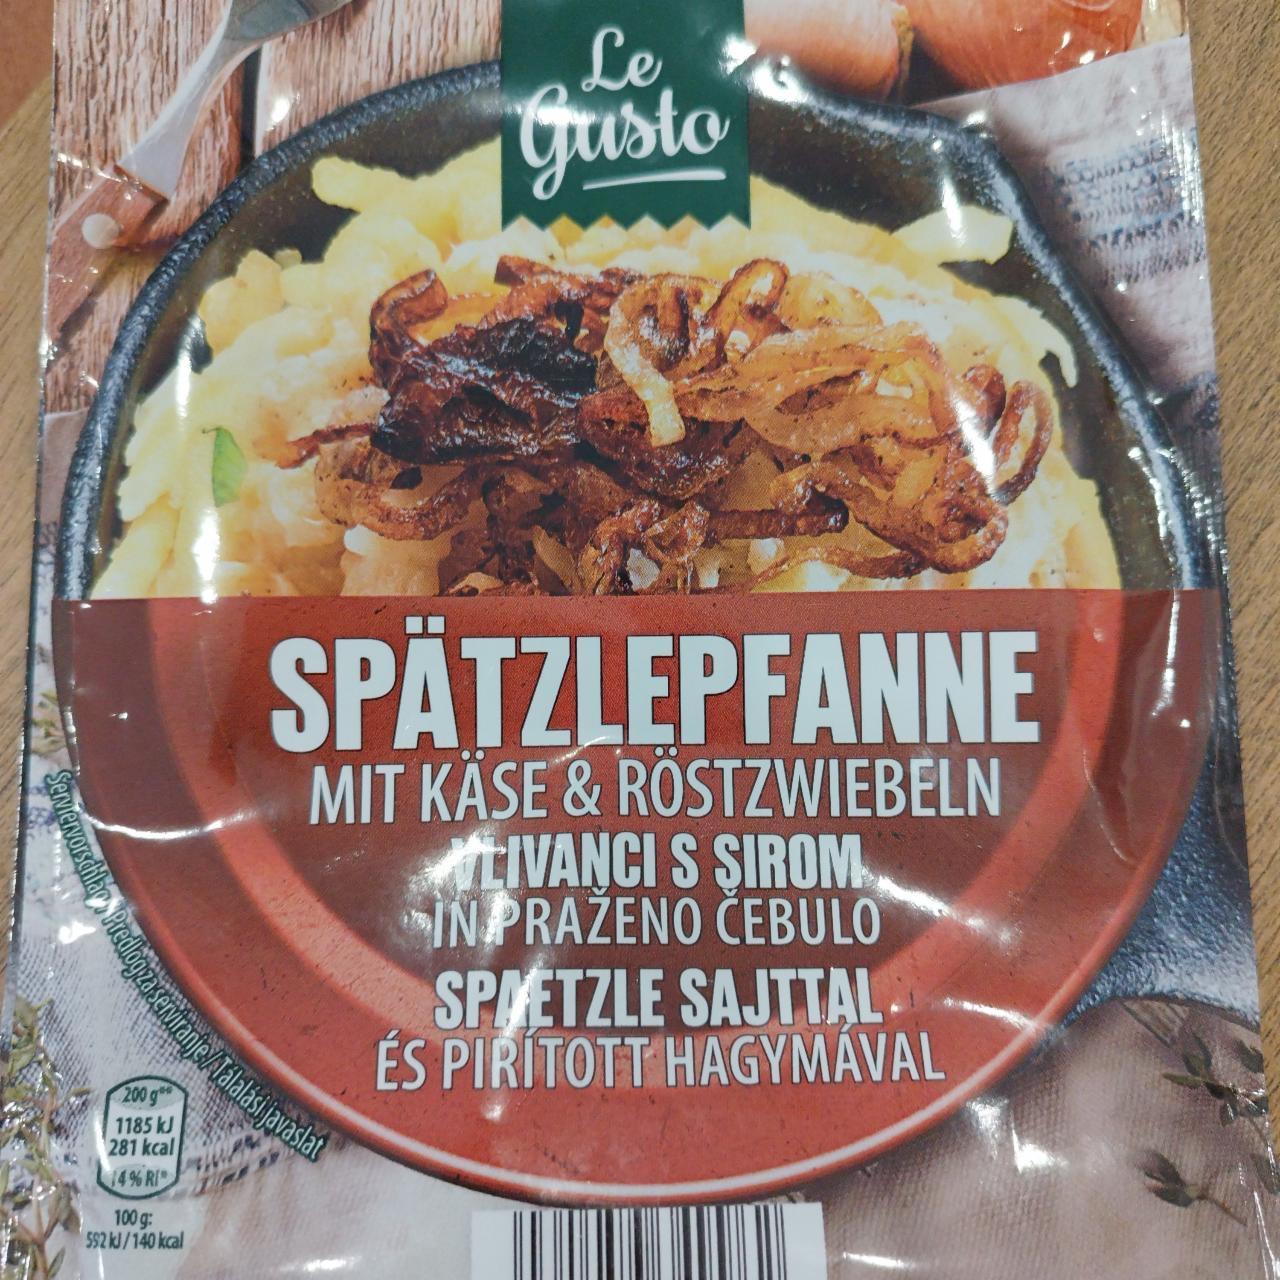 Le
Gusto
SPÄTZLEPFANNE
MIT KÄSE & RÖSTZWIEBELN
VLIVANCI S SIROM
IN PRAŽENO ČEBULO
SPAETZLE SAJTTAL
ÉS PIRÍTOTT HAGYMÁVAL
Serviervorschlag / Predlog za serviranje / Tálalási javaslat
200 g**
1185 kJ
281 kcal
14 % RI*
100 g:
592 kJ / 140 kcal